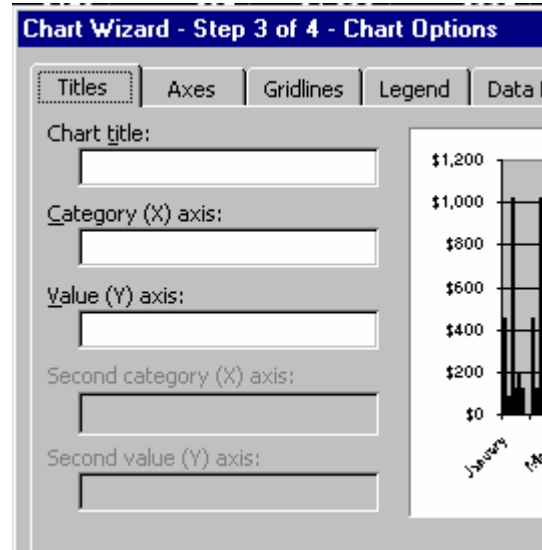 Chart Wizard - Step 3 of 4 - Chart Options
Titles Axes Gridlines Legend Data
Chart title:
Category (X) axis:
Value (Y) axis:
Second category (X) axis:
Second value (Y) axis:
$1,200
$1,000
$800
$600
$400
$200
$0
January